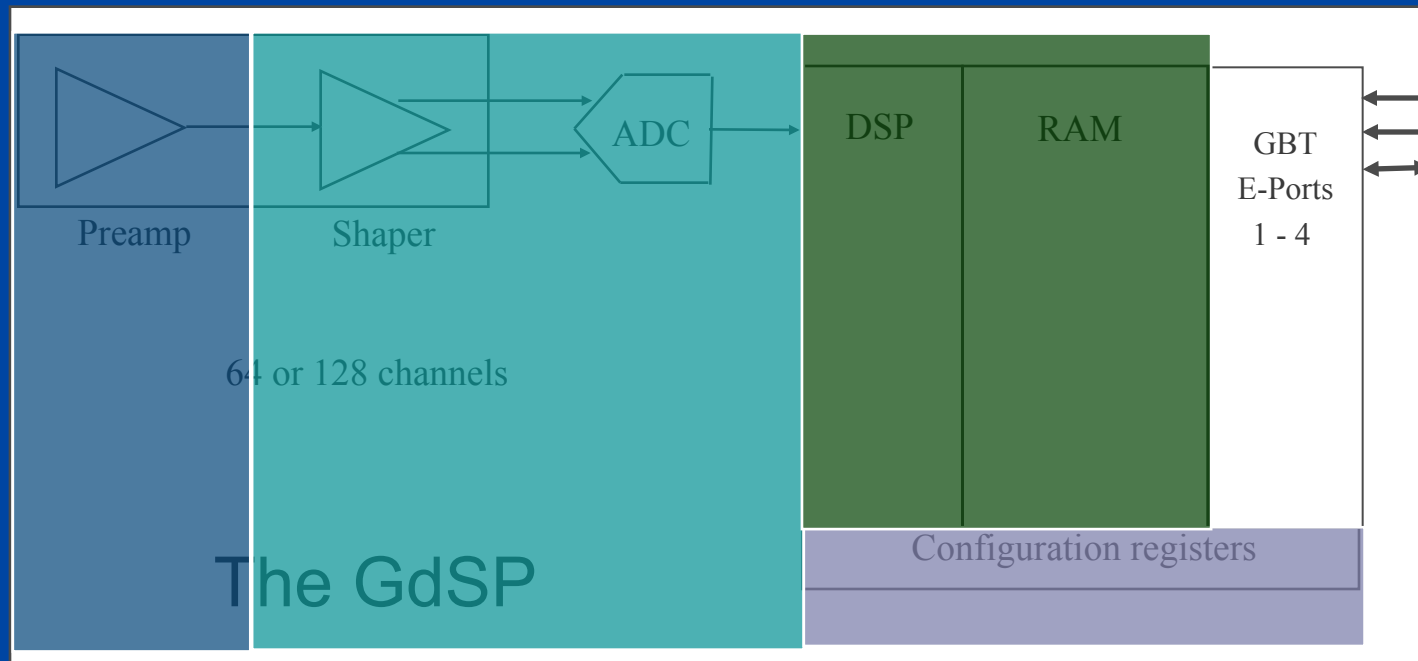 ADC
DSP
RAM
GBT
E-Ports
1 - 4
Preamp
Shaper
64 or 128 channels
Configuration registers
The GdSP